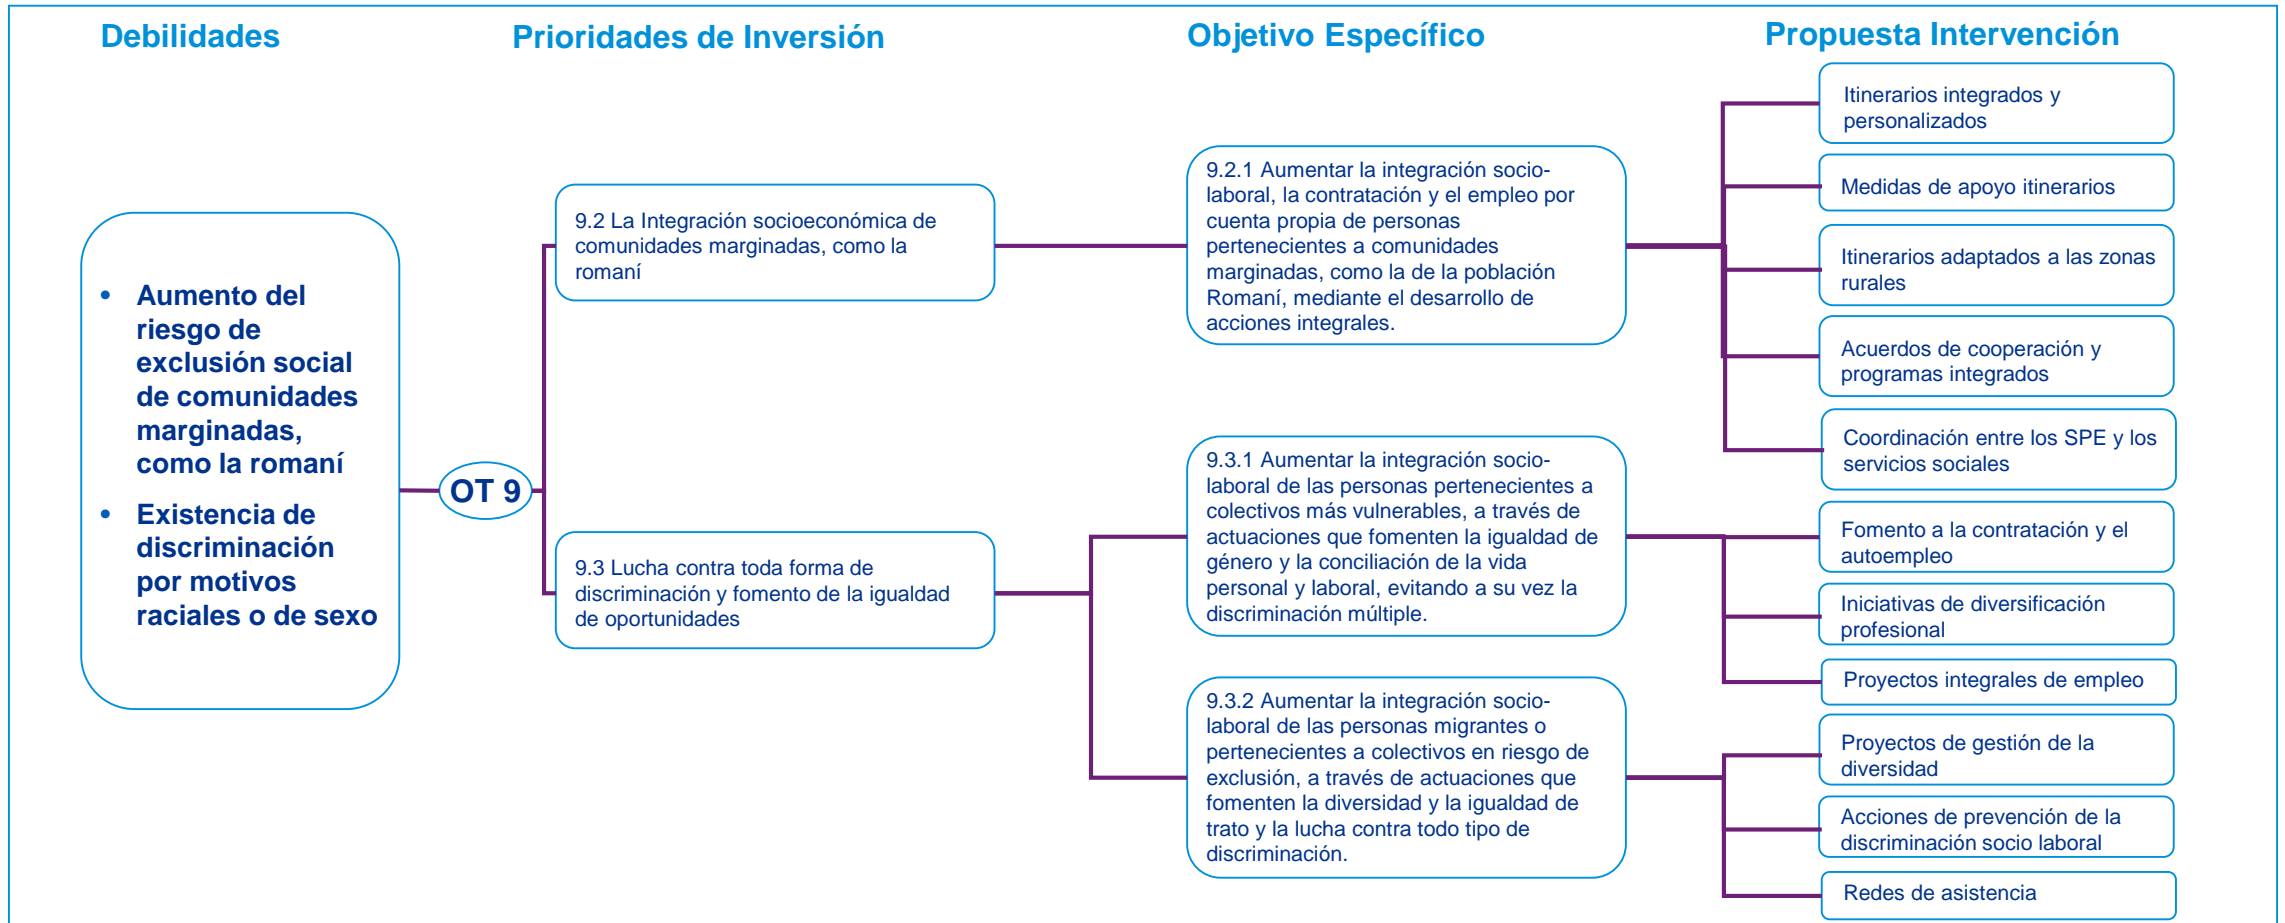 Debilidades
Prioridades de Inversión
Objetivo Específico
Propuesta Intervención
• Aumento del
riesgo de
exclusión social
de comunidades
marginadas,
como la romaní
• Existencia de
discriminación
por motivos
raciales o de sexo
OT 9
9.2 La Integración socioeconómica de
comunidades marginadas, como la
romaní
9.3 Lucha contra toda forma de
discriminación y fomento de la igualdad
de oportunidades
9.2.1 Aumentar la integración socio-
laboral, la contratación y el empleo por
cuenta propia de personas
pertenecientes a comunidades
marginadas, como la de la población
Romaní, mediante el desarrollo de
acciones integrales.
9.3.1 Aumentar la integración socio-
laboral de las personas pertenecientes a
colectivos más vulnerables, a través de
actuaciones que fomenten la igualdad de
género y la conciliación de la vida
personal y laboral, evitando a su vez la
discriminación múltiple.
9.3.2 Aumentar la integración socio-
laboral de las personas migrantes o
pertenecientes a colectivos en riesgo de
exclusión, a través de actuaciones que
fomenten la diversidad y la igualdad de
trato y la lucha contra todo tipo de
discriminación.
Itinerarios integrados y
personalizados
Medidas de apoyo itinerarios
Itinerarios adaptados a las zonas
rurales
Acuerdos de cooperación y
programas integrados
Coordinación entre los SPE y los
servicios sociales
Fomento a la contratación y el
autoempleo
Iniciativas de diversificación
profesional
Proyectos integrales de empleo
Proyectos de gestión de la
diversidad
Acciones de prevención de la
discriminación socio laboral
Redes de asistencia